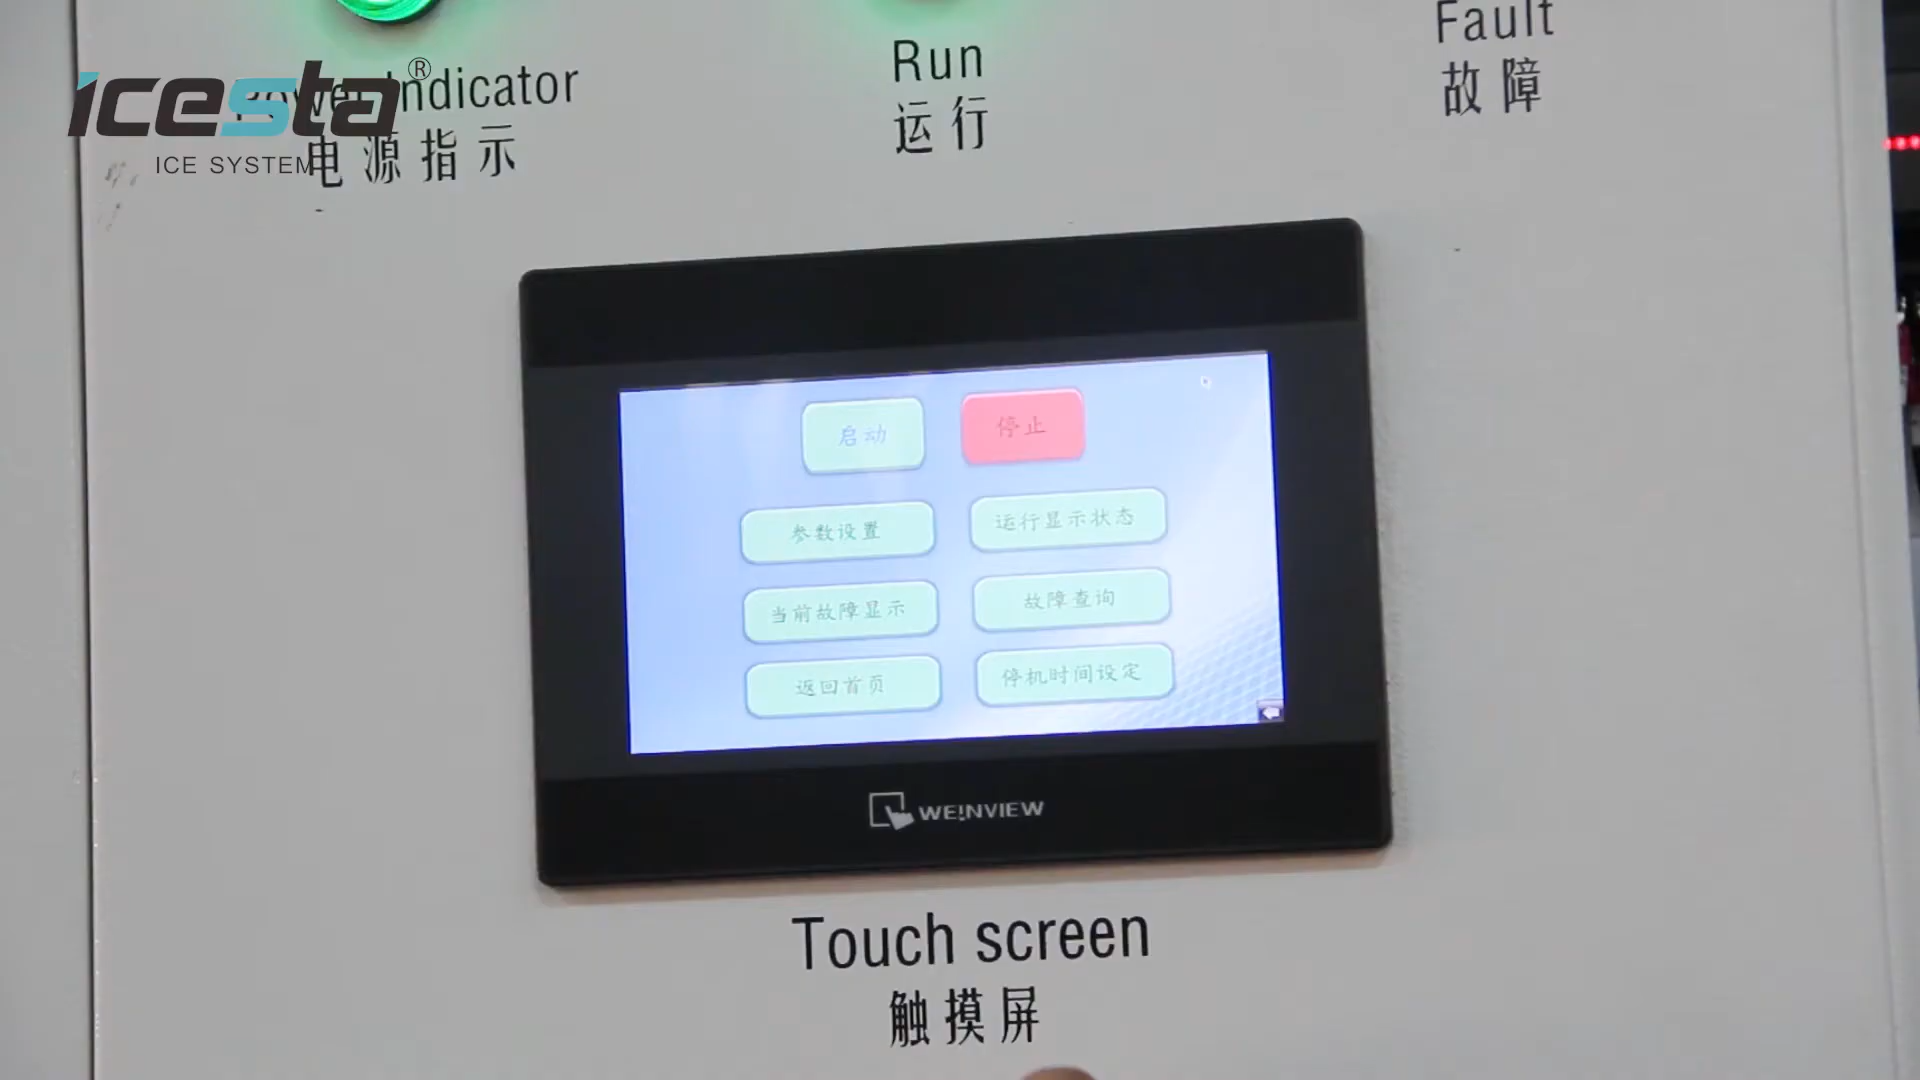 icesta®
ICE SYSTEM
Power Indicator
电源指示
Run
运行
Fault
故障
启动
停止
参数设置
运行显示状态
当前故障显示
故障查询
返回首页
停机时间设定
WEINVIEW
Touch screen
触摸屏